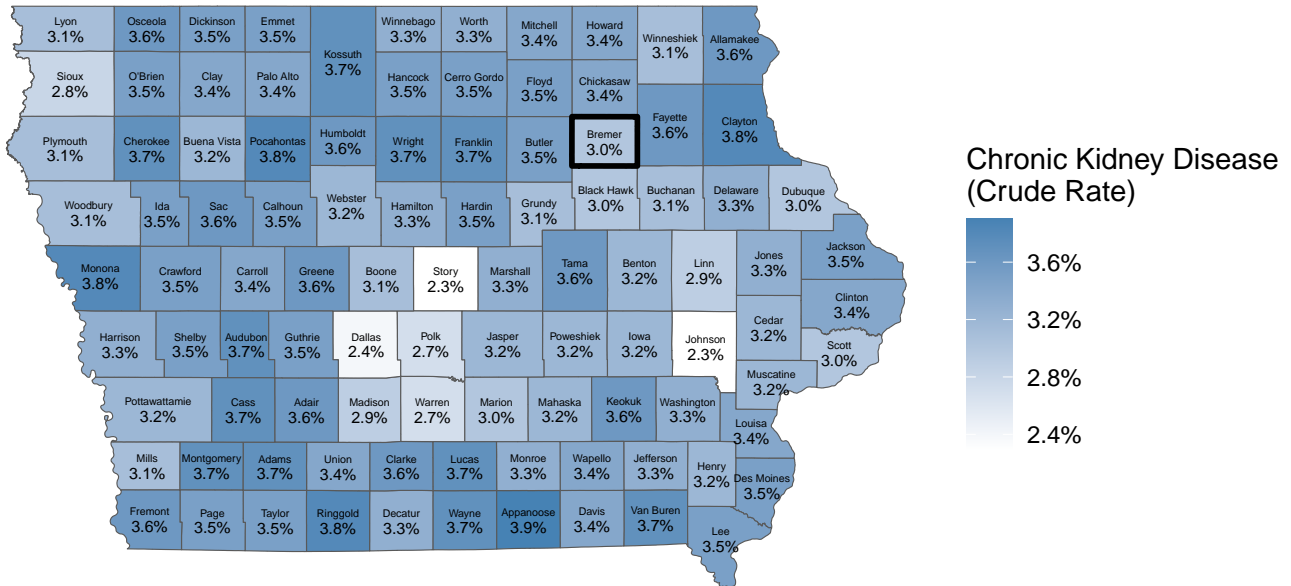 Lyon
3.1%
Osceola
3.6%
Dickinson
3.5%
Emmet
3.5%
Kossuth
3.7%
Winnebago
3.3%
Worth
3.3%
Mitchell
3.4%
Howard
3.4%
Winneshiek
3.1%
Allamakee
3.6%
Sioux
2.8%
O'Brien
3.5%
Clay
3.4%
Palo Alto
3.4%
Hancock
3.5%
Cerro Gordo
3.5%
Floyd
3.5%
Chickasaw
3.4%
Plymouth
3.1%
Cherokee
3.7%
Buena Vista
3.2%
Pocahontas
3.8%
Humboldt
3.6%
Wright
3.7%
Franklin
3.7%
Butler
3.5%
Bremer
3.0%
Fayette
3.6%
Clayton
3.8%
Woodbury
3.1%
Ida
3.5%
Sac
3.6%
Calhoun
3.5%
Webster
3.2%
Hamilton
3.3%
Hardin
3.5%
Grundy
3.1%
Black Hawk
3.0%
Buchanan
3.1%
Delaware
3.3%
Dubuque
3.0%
Monona
3.8%
Crawford
3.5%
Carroll
3.4%
Greene
3.6%
Boone
3.1%
Story
2.3%
Marshall
3.3%
Tama
3.6%
Benton
3.2%
Linn
2.9%
Jones
3.3%
Jackson
3.5%
Clinton
3.4%
Harrison
3.3%
Shelby
3.5%
Audubon
3.7%
Guthrie
3.5%
Dallas
2.4%
Polk
2.7%
Jasper
3.2%
Poweshiek
3.2%
Iowa
3.2%
Johnson
2.3%
Cedar
3.2%
Scott
3.0%
Muscatine
3.2%
Pottawattamie
3.2%
Cass
3.7%
Adair
3.6%
Madison
2.9%
Warren
2.7%
Marion
3.0%
Mahaska
3.2%
Keokuk
3.6%
Washington
3.3%
Louisa
3.4%
Mills
3.1%
Montgomery
3.7%
Adams
3.7%
Union
3.4%
Clarke
3.6%
Lucas
3.7%
Monroe
3.3%
Wapello
3.4%
Jefferson
3.3%
Henry
3.2%
Des Moines
3.5%
Fremont
3.6%
Page
3.5%
Taylor
3.5%
Ringgold
3.8%
Decatur
3.3%
Wayne
3.7%
Appanoose
3.9%
Davis
3.4%
Van Buren
3.7%
Lee
3.5%
Chronic Kidney Disease
(Crude Rate)
3.6%
3.2%
2.8%
2.4%